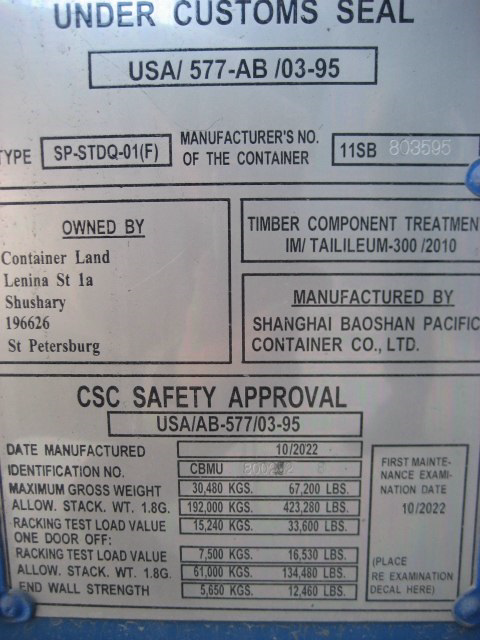 UNDER CUSTOMS SEAL
USA/ 577-AB /03-95
TYPE SP-STDQ-01(F) MANUFACTURER'S NO. OF THE CONTAINER 11SB 803595
OWNED BY
Container Land
Lenina St 1a
Shushary
196626
St Petersburg
TIMBER COMPONENT TREATMEN
IM/ TAILILEUM-300 /2010
MANUFACTURED BY
SHANGHAI BAOSHAN PACIFIC
CONTAINER CO., LTD.
CSC SAFETY APPROVAL
USA/AB-577/03-95
DATE MANUFACTURED 10/2022
IDENTIFICATION NO. CBMU
MAXIMUM GROSS WEIGHT 30,480 KGS. 67,200 LBS.
ALLOW. STACK. WT. 1.8G. 192,000 KGS. 423,280 LBS.
RACKING TEST LOAD VALUE 15,240 KGS. 33,600 LBS.
ONE DOOR OFF:
RACKING TEST LOAD VALUE 7,500 KGS. 16,530 LBS.
ALLOW. STACK. WT. 1.8G. 61,000 KGS. 134,480 LBS.
END WALL STRENGTH 5,650 KGS. 12,460 LBS.
FIRST MAINTE-
NANCE EXAMI-
NATION DATE
10/2022
(PLACE
RE EXAMINATION
DECAL HERE)